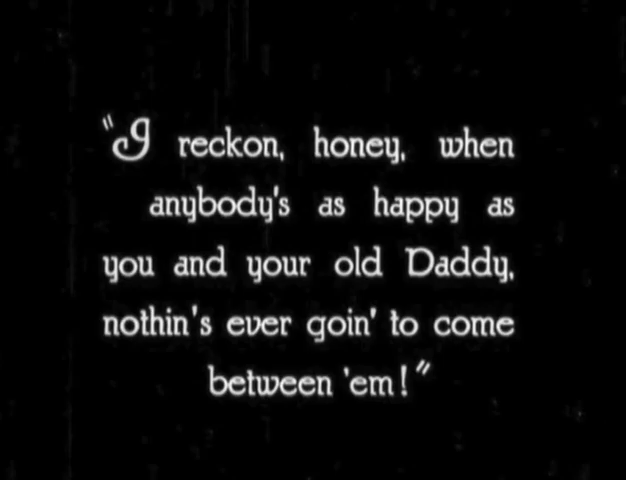 "I reckon, honey, when
anybody's as happy as
you and your old Daddy,
nothin's ever goin' to come
between 'em!"